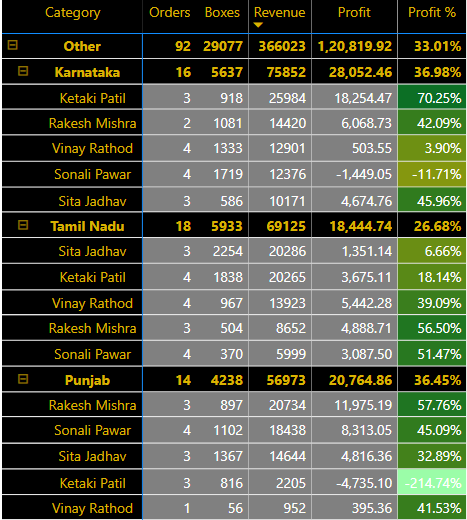 Category Orders Boxes Revenue Profit Profit %
Other 92 29077 366023 1,20,819.92 33.01%
Karnataka 16 5637 75852 28,052.46 36.98%
Ketaki Patil 3 918 25984 18,254.47 70.25%
Rakesh Mishra 2 1081 14420 6,068.73 42.09%
Vinay Rathod 4 1333 12901 503.55 3.90%
Sonali Pawar 4 1719 12376 -1,449.05 -11.71%
Sita Jadhav 3 586 10171 4,674.76 45.96%
Tamil Nadu 18 5933 69125 18,444.74 26.68%
Sita Jadhav 3 2254 20286 1,351.14 6.66%
Ketaki Patil 4 1838 20265 3,675.11 18.14%
Vinay Rathod 4 967 13923 5,442.28 39.09%
Rakesh Mishra 3 504 8652 4,888.71 56.50%
Sonali Pawar 4 370 5999 3,087.50 51.47%
Punjab 14 4238 56973 20,764.86 36.45%
Rakesh Mishra 3 897 20734 11,975.19 57.76%
Sonali Pawar 4 1102 18438 8,313.05 45.09%
Sita Jadhav 3 1367 14644 4,816.36 32.89%
Ketaki Patil 3 816 2205 -4,735.10 -214.74%
Vinay Rathod 1 56 952 395.36 41.53%